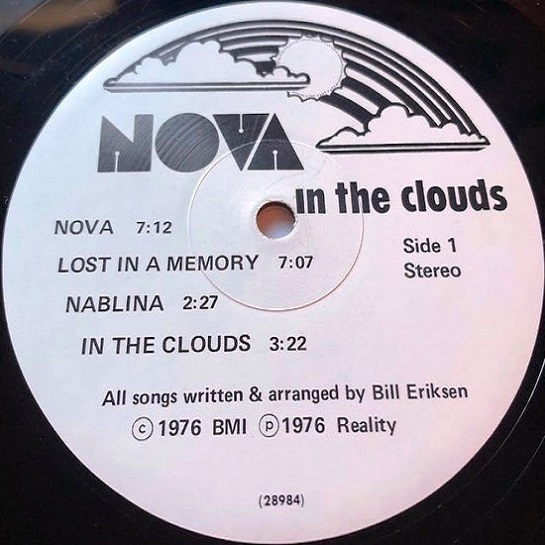 NOVA
in the clouds
NOVA 7:12
Side 1
LOST IN A MEMORY 7:07
Stereo
NABLINA 2:27
IN THE CLOUDS 3:22
All songs written & arranged by Bill Eriksen
©1976 BMI ℗1976 Reality
(28984)